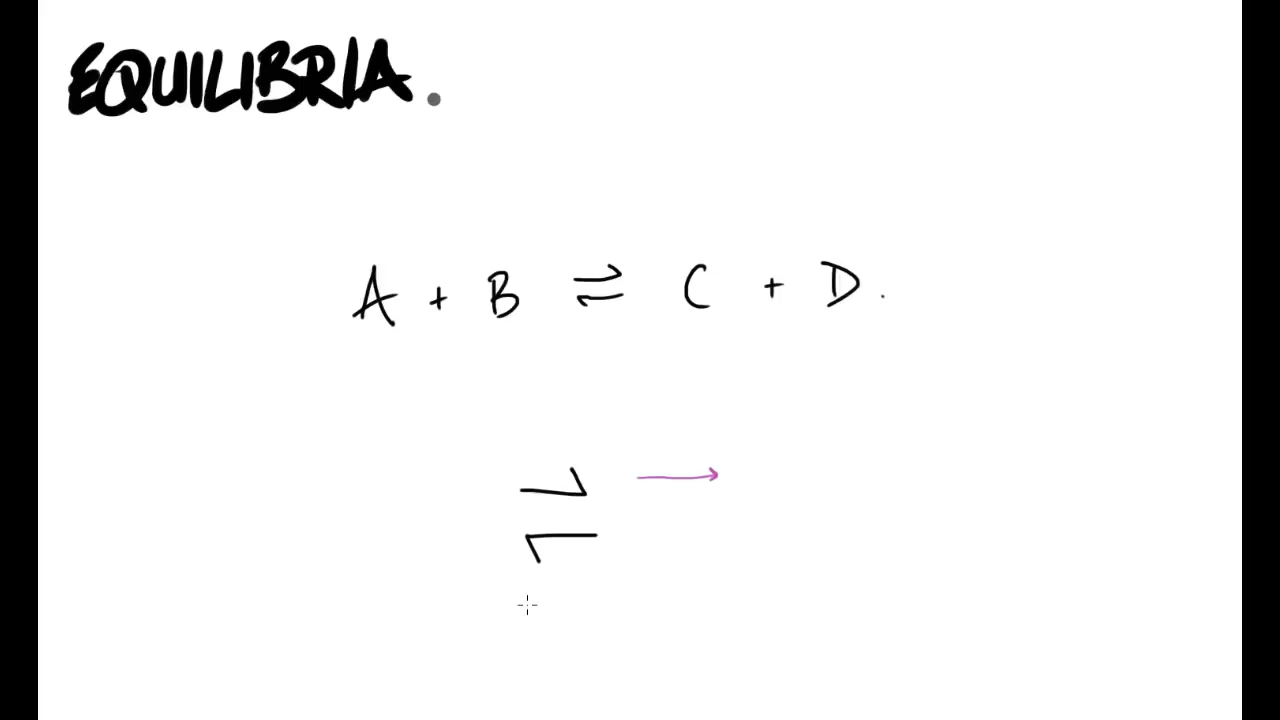 EQUILIBRIA.
A + B ⇌ C + D.
⇌ →